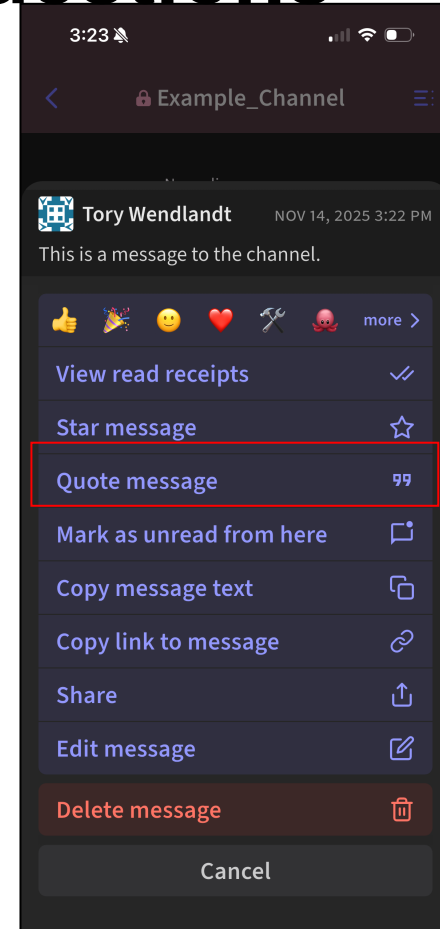 3:23
Example_Channel
Tory Wendlandt NOV 14, 2025 3:22 PM
This is a message to the channel.
more >
View read receipts
Star message
Quote message
Mark as unread from here
Copy message text
Copy link to message
Share
Edit message
Delete message
Cancel